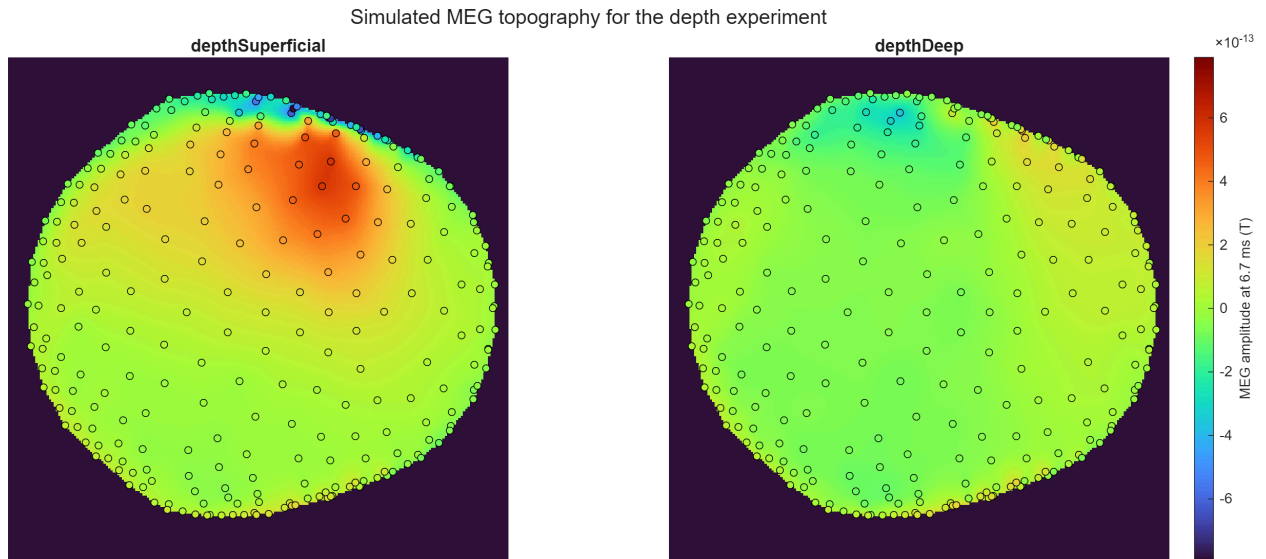 Simulated MEG topography for the depth experiment
depthSuperficial
depthDeep
×10-13
6
4
2
0
-2
-4
-6
MEG amplitude at 6.7 ms (T)